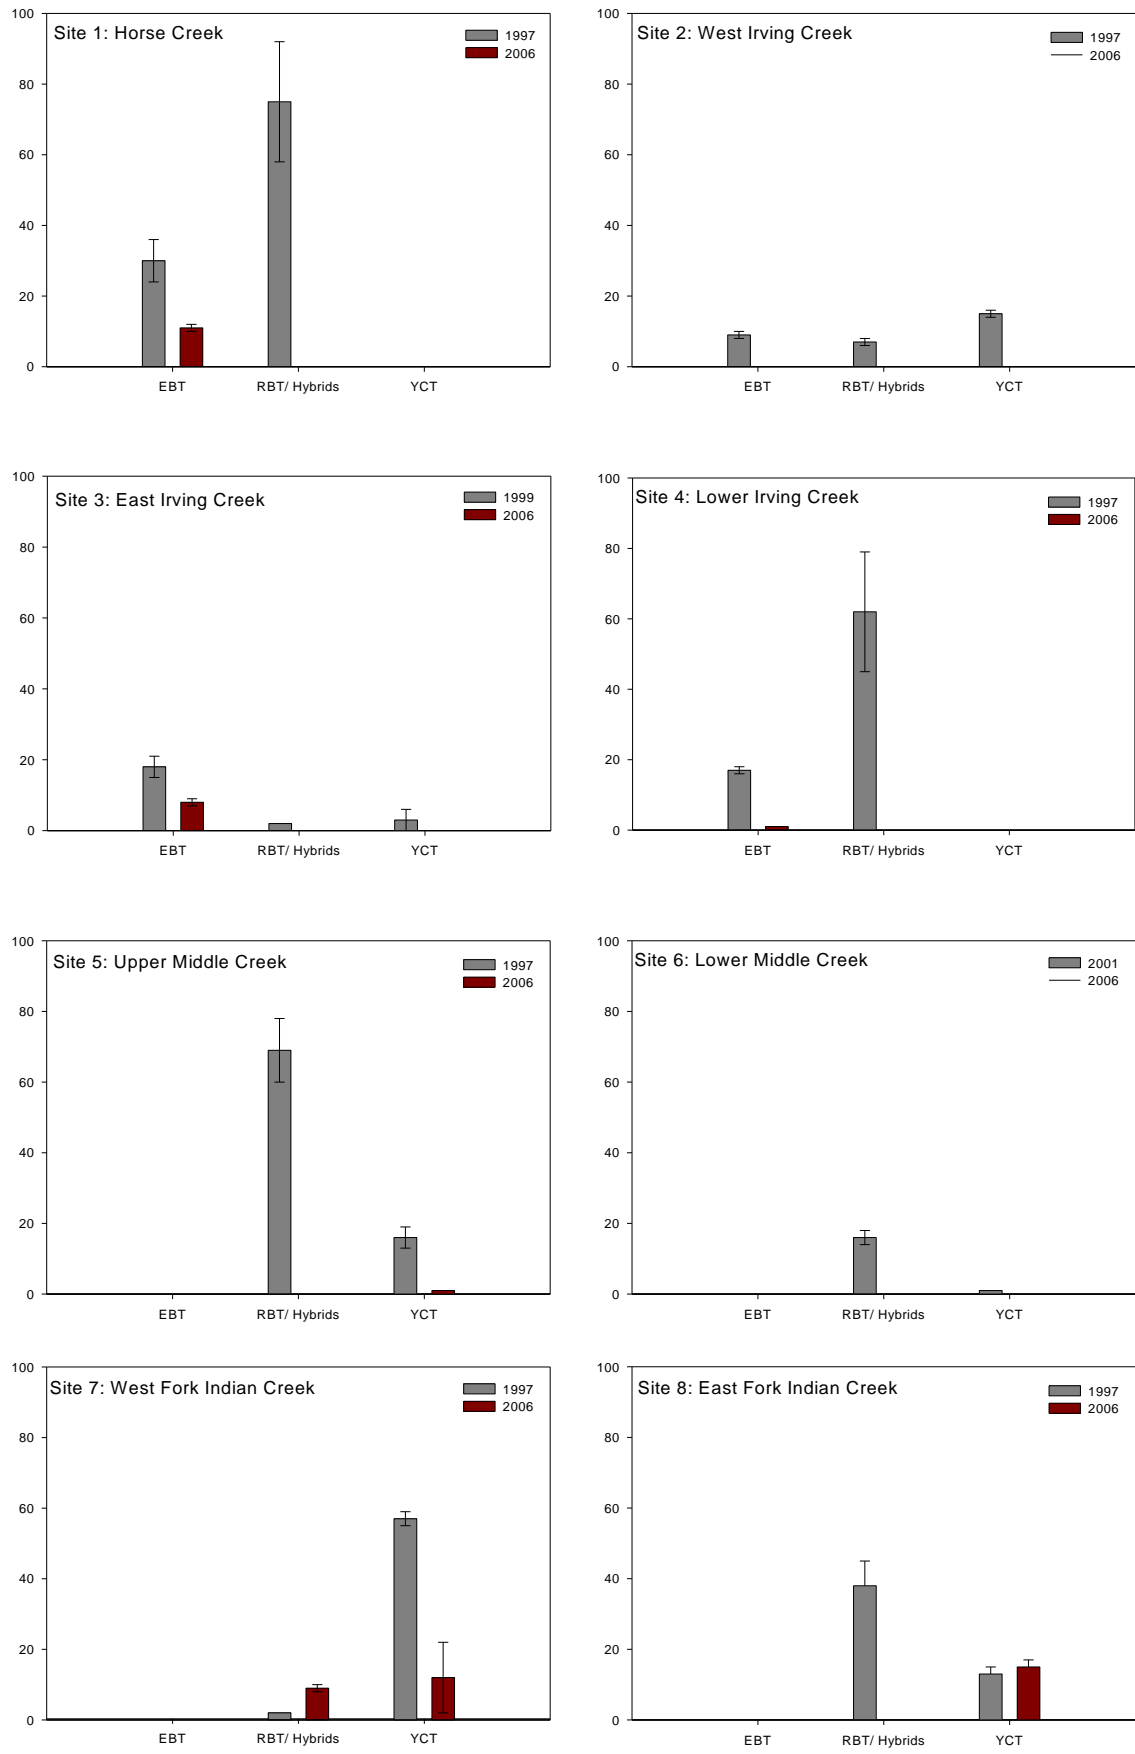 Site 1: Horse Creek
1997
2006
100
80
60
40
20
0
EBT
RBT/ Hybrids
YCT
Site 2: West Irving Creek
1997
2006
100
80
60
40
20
0
EBT
RBT/ Hybrids
YCT
Site 3: East Irving Creek
1999
2006
100
80
60
40
20
0
EBT
RBT/ Hybrids
YCT
Site 4: Lower Irving Creek
1997
2006
100
80
60
40
20
0
EBT
RBT/ Hybrids
YCT
Site 5: Upper Middle Creek
1997
2006
100
80
60
40
20
0
EBT
RBT/ Hybrids
YCT
Site 6: Lower Middle Creek
2001
2006
100
80
60
40
20
0
EBT
RBT/ Hybrids
YCT
Site 7: West Fork Indian Creek
1997
2006
100
80
60
40
20
0
EBT
RBT/ Hybrids
YCT
Site 8: East Fork Indian Creek
1997
2006
100
80
60
40
20
0
EBT
RBT/ Hybrids
YCT